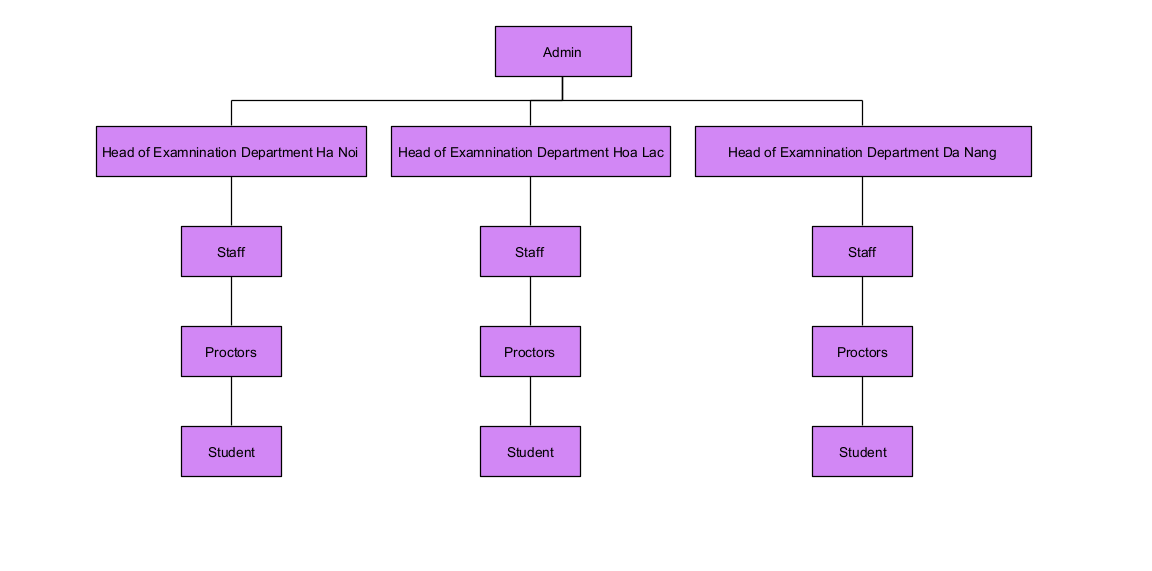 Admin
Head of Examnination Department Ha Noi
Head of Examnination Department Hoa Lac
Head of Examnination Department Da Nang
Staff
Staff
Staff
Proctors
Proctors
Proctors
Student
Student
Student